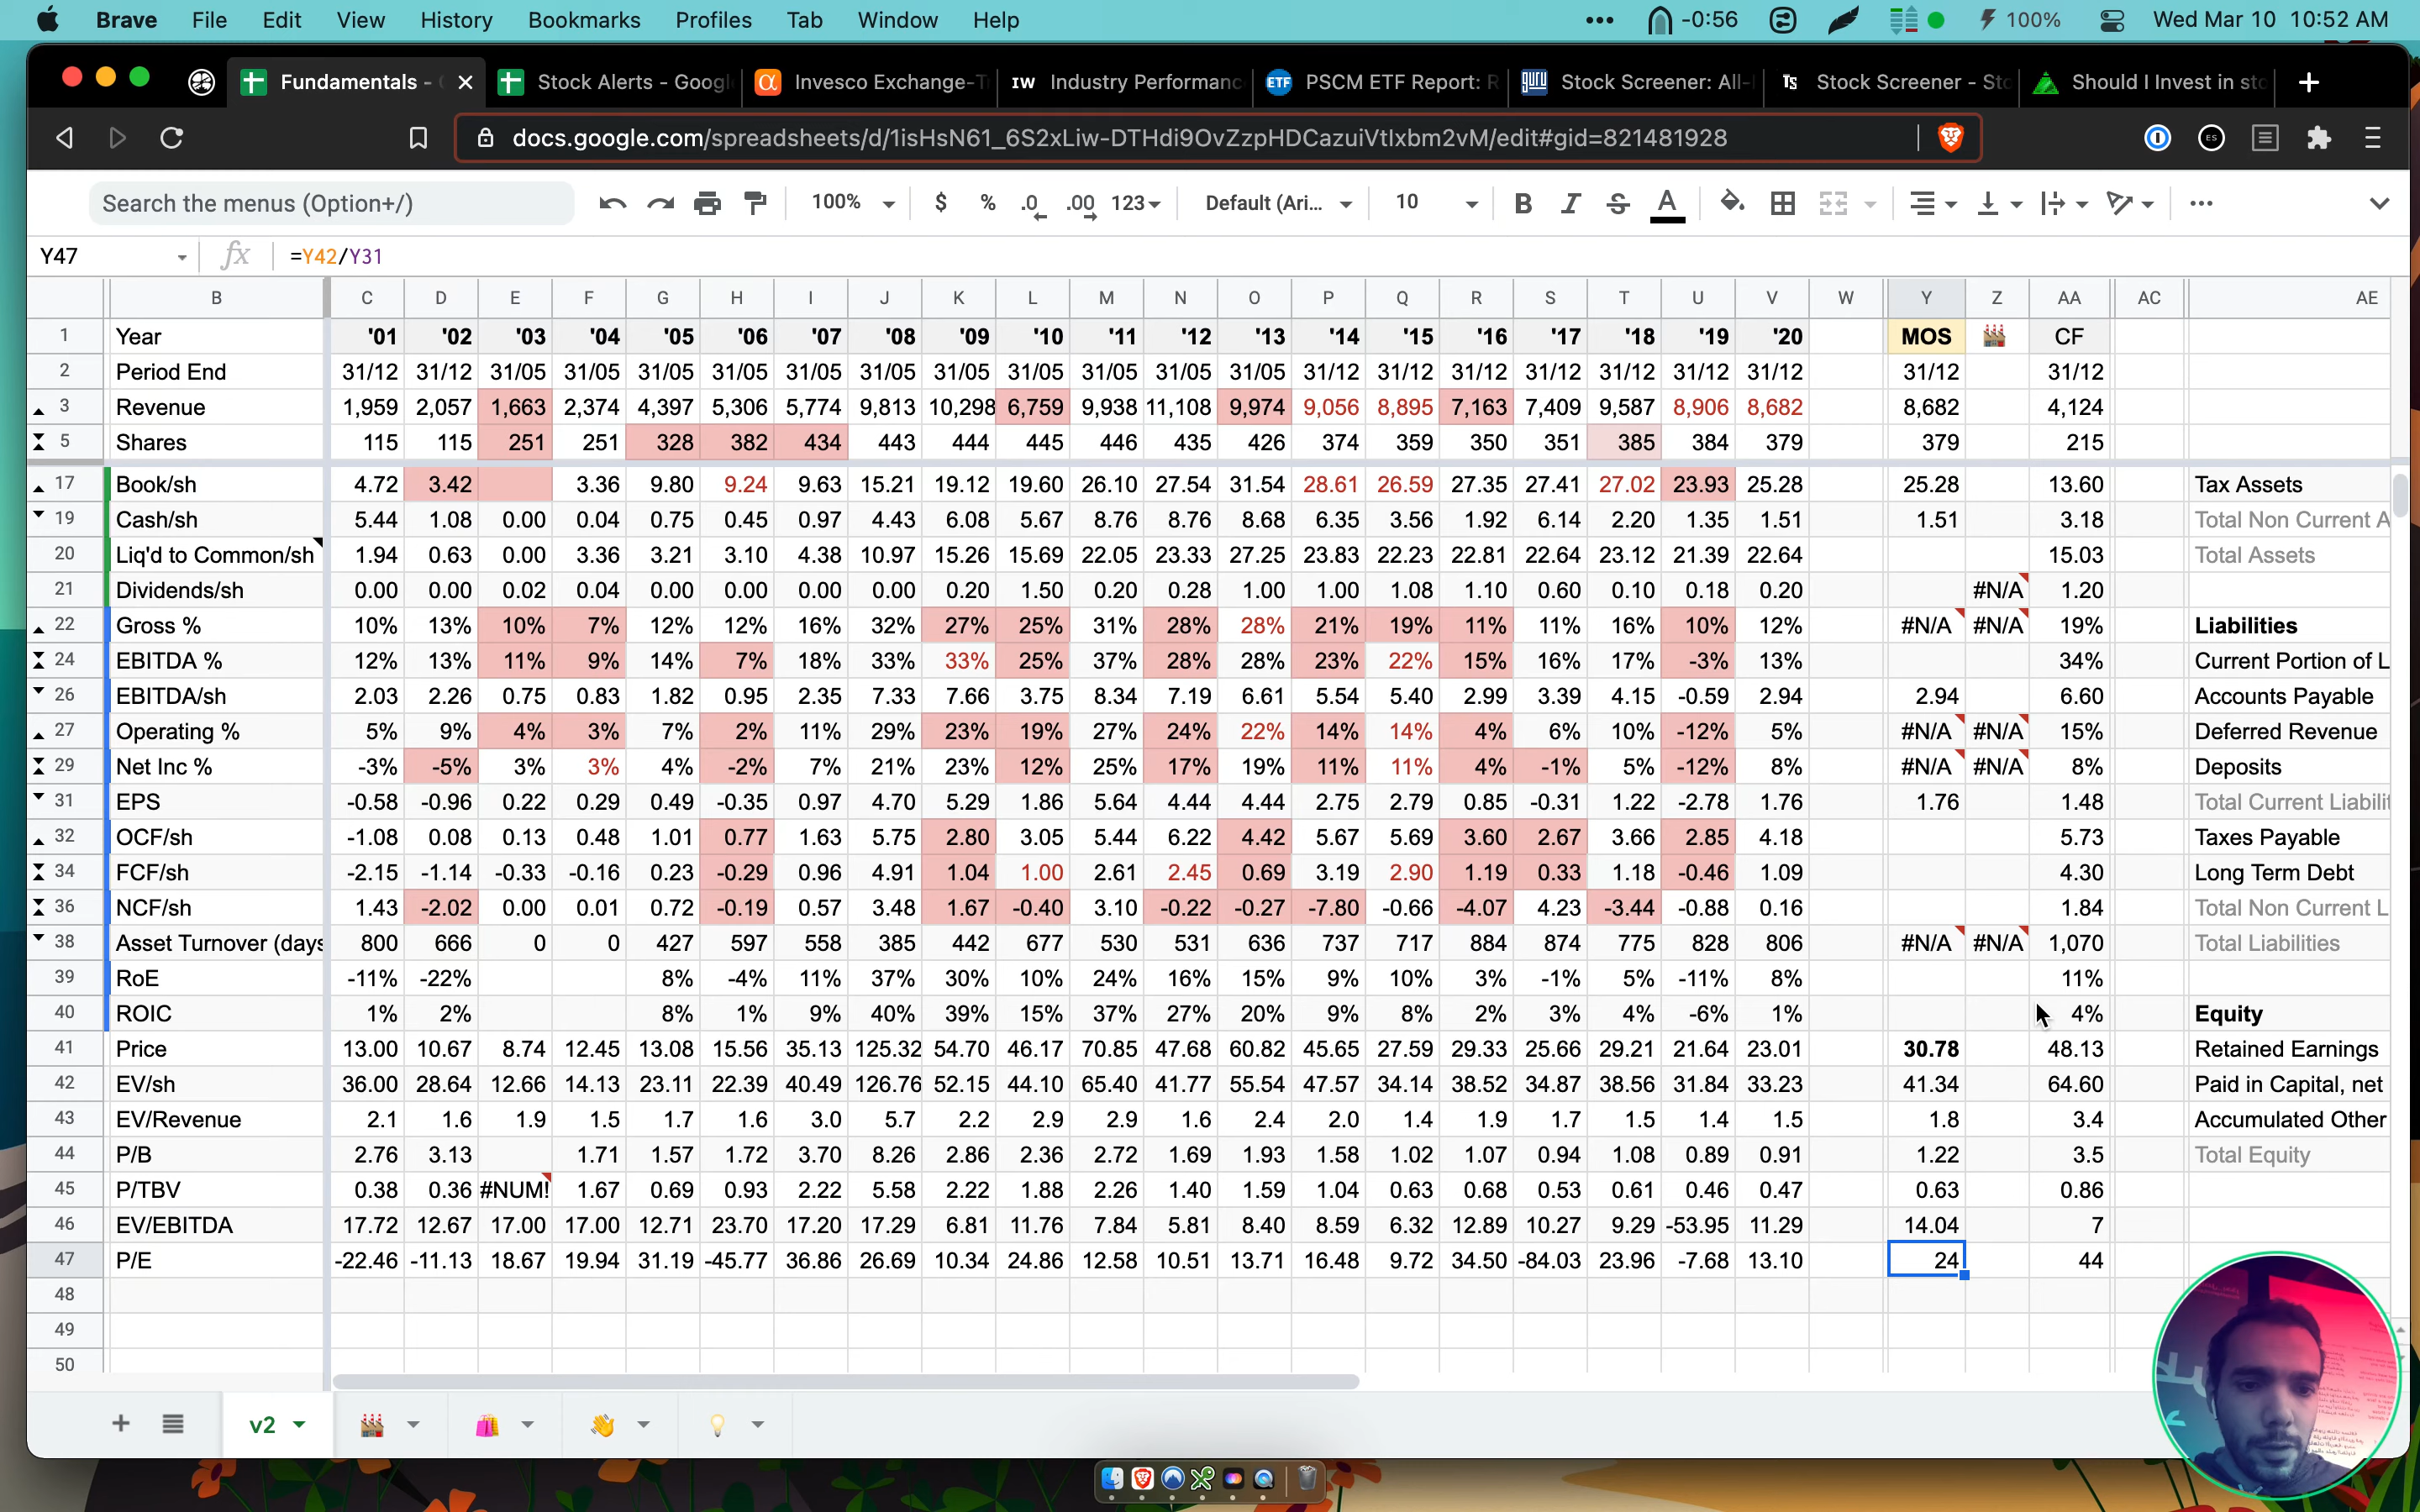 Brave File Edit View History Bookmarks Profiles Tab Window Help ••• -0:56 100% Wed Mar 10 10:52 AM
Fundamentals - Stock Alerts - Googl Invesco Exchange-T IW Industry Performanc ETF PSCM ETF Report: R guru Stock Screener: All- Ts Stock Screener - Sto Should I Invest in sto
docs.google.com/spreadsheets/d/1isHsN61_6S2xLiw-DTHdi9OvZzpHDCazuiVtIxbm2vM/edit#gid=821481928
Search the menus (Option+/) 100% $ % .0 .00 123 Default (Ari... 10 B I S A
Y47 fx =Y42/Y31
B C D E F G H I J K L M N O P Q R S T U V W Y Z AA AC AE
1 Year '01 '02 '03 '04 '05 '06 '07 '08 '09 '10 '11 '12 '13 '14 '15 '16 '17 '18 '19 '20 MOS 🏭 CF
2 Period End 31/12 31/12 31/05 31/05 31/05 31/05 31/05 31/05 31/05 31/05 31/05 31/05 31/05 31/12 31/12 31/12 31/12 31/12 31/12 31/12 31/12 31/12
3 Revenue 1,959 2,057 1,663 2,374 4,397 5,306 5,774 9,813 10,298 6,759 9,938 11,108 9,974 9,056 8,895 7,163 7,409 9,587 8,906 8,682 8,682 4,124
5 Shares 115 115 251 251 328 382 434 443 444 445 446 435 426 374 359 350 351 385 384 379 379 215
17 Book/sh 4.72 3.42 3.36 9.80 9.24 9.63 15.21 19.12 19.60 26.10 27.54 31.54 28.61 26.59 27.35 27.41 27.02 23.93 25.28 25.28 13.60 Tax Assets
19 Cash/sh 5.44 1.08 0.00 0.04 0.75 0.45 0.97 4.43 6.08 5.67 8.76 8.76 8.68 6.35 3.56 1.92 6.14 2.20 1.35 1.51 1.51 3.18 Total Non Current A
20 Liq'd to Common/sh 1.94 0.63 0.00 3.36 3.21 3.10 4.38 10.97 15.26 15.69 22.05 23.33 27.25 23.83 22.23 22.81 22.64 23.12 21.39 22.64 15.03 Total Assets
21 Dividends/sh 0.00 0.00 0.02 0.04 0.00 0.00 0.00 0.00 0.20 1.50 0.20 0.28 1.00 1.00 1.08 1.10 0.60 0.10 0.18 0.20 #N/A 1.20
22 Gross % 10% 13% 10% 7% 12% 12% 16% 32% 27% 25% 31% 28% 28% 21% 19% 11% 11% 16% 10% 12% #N/A #N/A 19% Liabilities
24 EBITDA % 12% 13% 11% 9% 14% 7% 18% 33% 33% 25% 37% 28% 28% 23% 22% 15% 16% 17% -3% 13% 34% Current Portion of L
26 EBITDA/sh 2.03 2.26 0.75 0.83 1.82 0.95 2.35 7.33 7.66 3.75 8.34 7.19 6.61 5.54 5.40 2.99 3.39 4.15 -0.59 2.94 2.94 6.60 Accounts Payable
27 Operating % 5% 9% 4% 3% 7% 2% 11% 29% 23% 19% 27% 24% 22% 14% 14% 4% 6% 10% -12% 5% #N/A #N/A 15% Deferred Revenue
29 Net Inc % -3% -5% 3% 3% 4% -2% 7% 21% 23% 12% 25% 17% 19% 11% 11% 4% -1% 5% -12% 8% #N/A #N/A 8% Deposits
31 EPS -0.58 -0.96 0.22 0.29 0.49 -0.35 0.97 4.70 5.29 1.86 5.64 4.44 4.44 2.75 2.79 0.85 -0.31 1.22 -2.78 1.76 1.76 1.48 Total Current Liabilit
32 OCF/sh -1.08 0.08 0.13 0.48 1.01 0.77 1.63 5.75 2.80 3.05 5.44 6.22 4.42 5.67 5.69 3.60 2.67 3.66 2.85 4.18 5.73 Taxes Payable
34 FCF/sh -2.15 -1.14 -0.33 -0.16 0.23 -0.29 0.96 4.91 1.04 1.00 2.61 2.45 0.69 3.19 2.90 1.19 0.33 1.18 -0.46 1.09 4.30 Long Term Debt
36 NCF/sh 1.43 -2.02 0.00 0.01 0.72 -0.19 0.57 3.48 1.67 -0.40 3.10 -0.22 -0.27 -7.80 -0.66 -4.07 4.23 -3.44 -0.88 0.16 1.84 Total Non Current L
38 Asset Turnover (days 800 666 0 0 427 597 558 385 442 677 530 531 636 737 717 884 874 775 828 806 #N/A #N/A 1,070 Total Liabilities
39 RoE -11% -22% 8% -4% 11% 37% 30% 10% 24% 16% 15% 9% 10% 3% -1% 5% -11% 8% 11%
40 ROIC 1% 2% 8% 1% 9% 40% 39% 15% 37% 27% 20% 9% 8% 2% 3% 4% -6% 1% 4% Equity
41 Price 13.00 10.67 8.74 12.45 13.08 15.56 35.13 125.32 54.70 46.17 70.85 47.68 60.82 45.65 27.59 29.33 25.66 29.21 21.64 23.01 30.78 48.13 Retained Earnings
42 EV/sh 36.00 28.64 12.66 14.13 23.11 22.39 40.49 126.76 52.15 44.10 65.40 41.77 55.54 47.57 34.14 38.52 34.87 38.56 31.84 33.23 41.34 64.60 Paid in Capital, net
43 EV/Revenue 2.1 1.6 1.9 1.5 1.7 1.6 3.0 5.7 2.2 2.9 2.9 1.6 2.4 2.0 1.4 1.9 1.7 1.5 1.4 1.5 1.8 3.4 Accumulated Other
44 P/B 2.76 3.13 1.71 1.57 1.72 3.70 8.26 2.86 2.36 2.72 1.69 1.93 1.58 1.02 1.07 0.94 1.08 0.89 0.91 1.22 3.5 Total Equity
45 P/TBV 0.38 0.36 #NUM! 1.67 0.69 0.93 2.22 5.58 2.22 1.88 2.26 1.40 1.59 1.04 0.63 0.68 0.53 0.61 0.46 0.47 0.63 0.86
46 EV/EBITDA 17.72 12.67 17.00 17.00 12.71 23.70 17.20 17.29 6.81 11.76 7.84 5.81 8.40 8.59 6.32 12.89 10.27 9.29 -53.95 11.29 14.04 7
47 P/E -22.46 -11.13 18.67 19.94 31.19 -45.77 36.86 26.69 10.34 24.86 12.58 10.51 13.71 16.48 9.72 34.50 -84.03 23.96 -7.68 13.10 24 44
48
49
50
v2